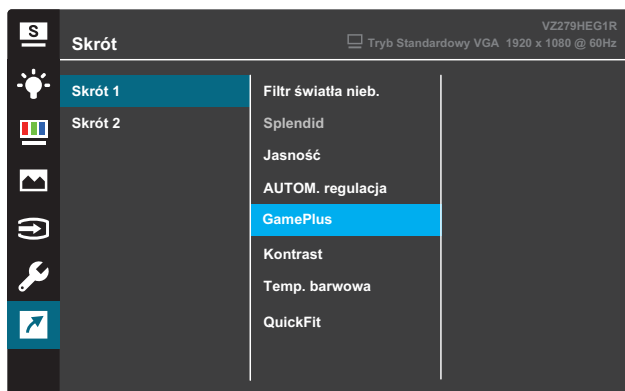 S
VZ279HEG1R
Skrót
Tryb Standardowy VGA 1920 x 1080 @ 60Hz
Skrót 1
Skrót 2
Filtr światła nieb.
Splendid
Jasność
AUTOM. regulacja
GamePlus
Kontrast
Temp. barwowa
QuickFit